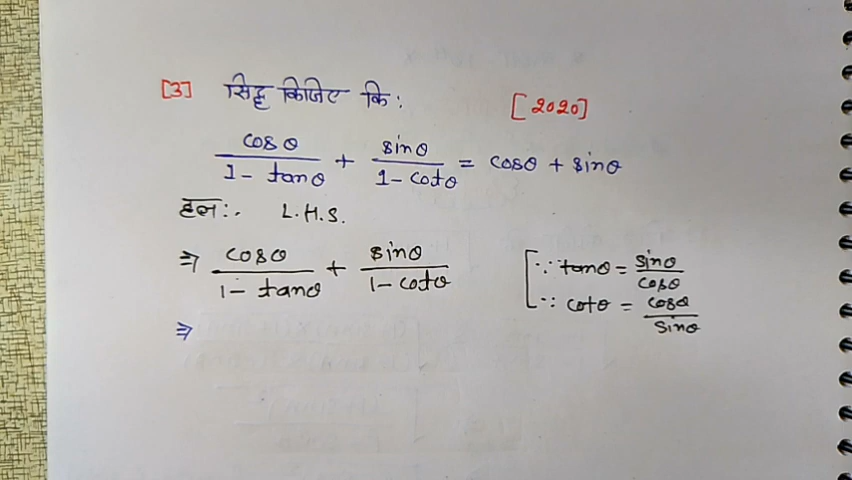 [3] सिद्ध किजिए कि :
[2020]
cosθ / 1 - tanθ + sinθ / 1 - cotθ = cosθ + sinθ
हल:. L.H.S.
⇒ cosθ / 1 - tanθ + sinθ / 1 - cotθ
[∵ tanθ = sinθ / cosθ
∵ cotθ = cosθ / sinθ
⇒